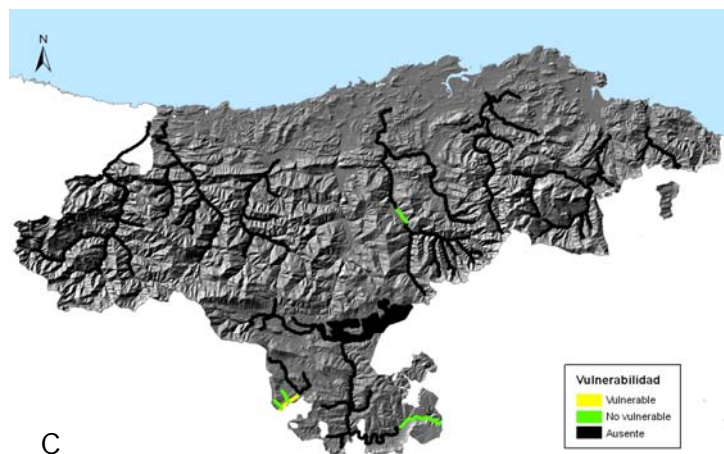 N
Vulnerabilidad
Vulnerable
No vulnerable
Ausente
C